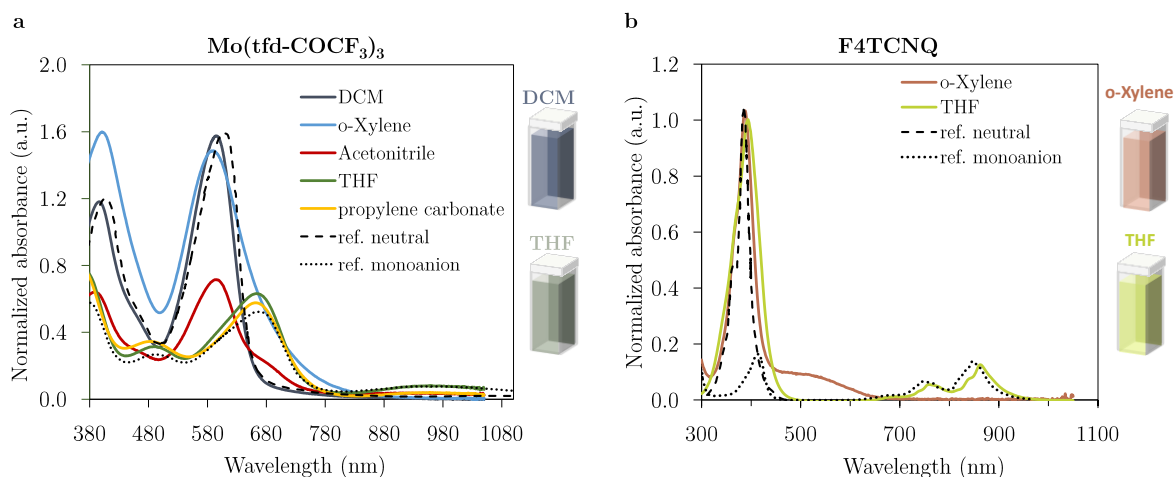 a
Mo(tfd-COCF₃)₃
Normalized absorbance (a.u.)
2.0
1.6
1.2
0.8
0.4
0.0
380 480 580 680 780 880 980 1080
Wavelength (nm)
DCM
o-Xylene
Acetonitrile
THF
propylene carbonate
ref. neutral
ref. monoanion
DCM
THF
b
F4TCNQ
Normalized absorbance (a.u.)
1.2
1.0
0.8
0.6
0.4
0.2
0.0
300 500 700 900 1100
Wavelength (nm)
o-Xylene
THF
ref. neutral
ref. monoanion
o-Xylene
THF